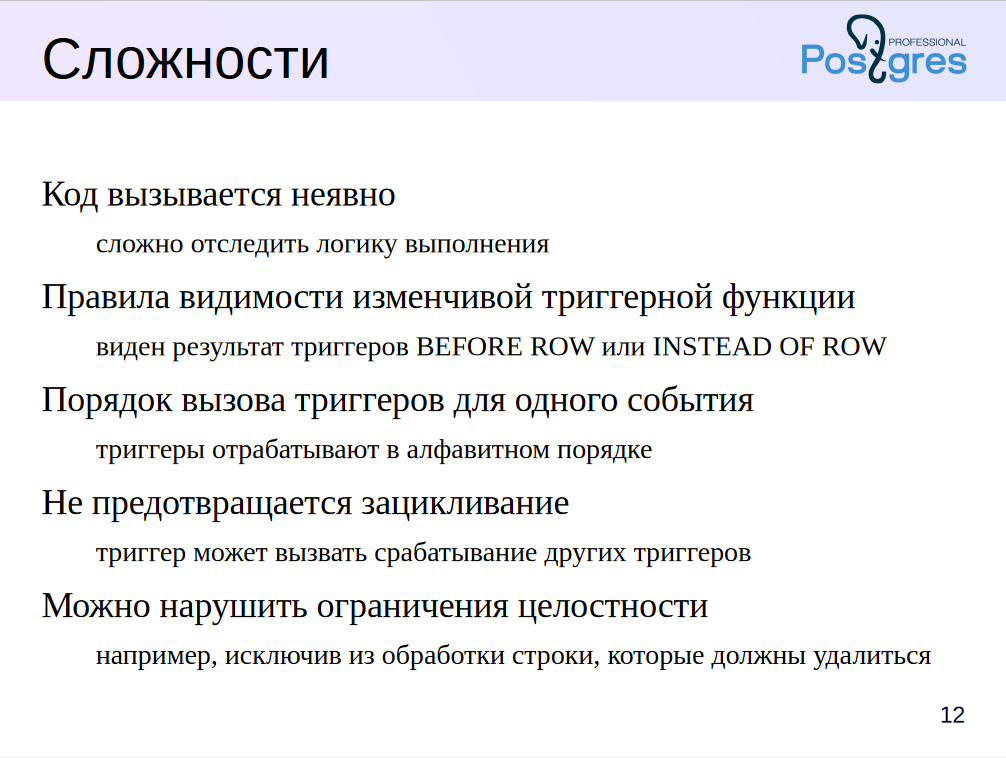 Сложности
PROFESSIONAL
Postgres
Код вызывается неявно
сложно отследить логику выполнения
Правила видимости изменчивой триггерной функции
виден результат триггеров BEFORE ROW или INSTEAD OF ROW
Порядок вызова триггеров для одного события
триггеры отрабатывают в алфавитном порядке
Не предотвращается зацикливание
триггер может вызвать срабатывание других триггеров
Можно нарушить ограничения целостности
например, исключив из обработки строки, которые должны удалиться
12